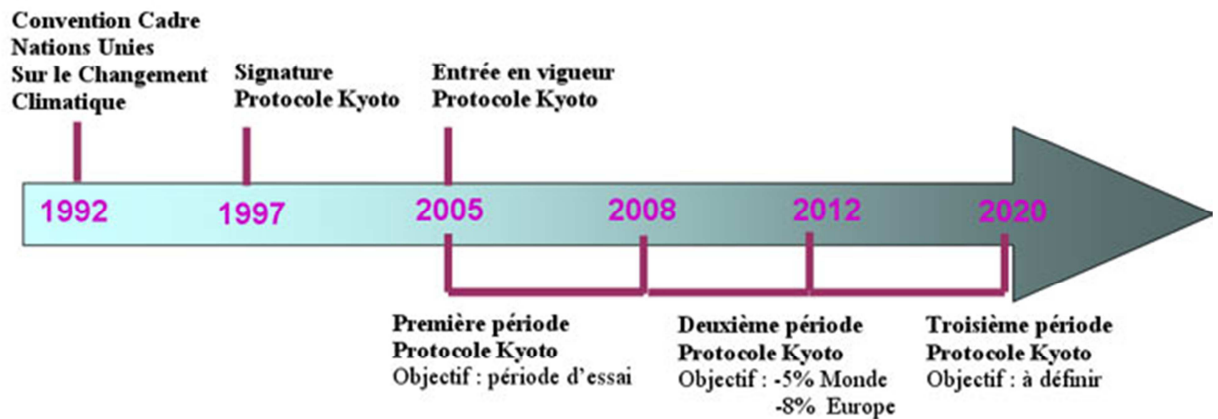 Convention Cadre
Nations Unies
Sur le Changement
Climatique
Signature
Protocole Kyoto
Entrée en vigueur
Protocole Kyoto
1992
1997
2005
2008
2012
2020
Première période
Protocole Kyoto
Objectif : période d'essai
Deuxième période
Protocole Kyoto
Objectif : -5% Monde
-8% Europe
Troisième période
Protocole Kyoto
Objectif : à définir